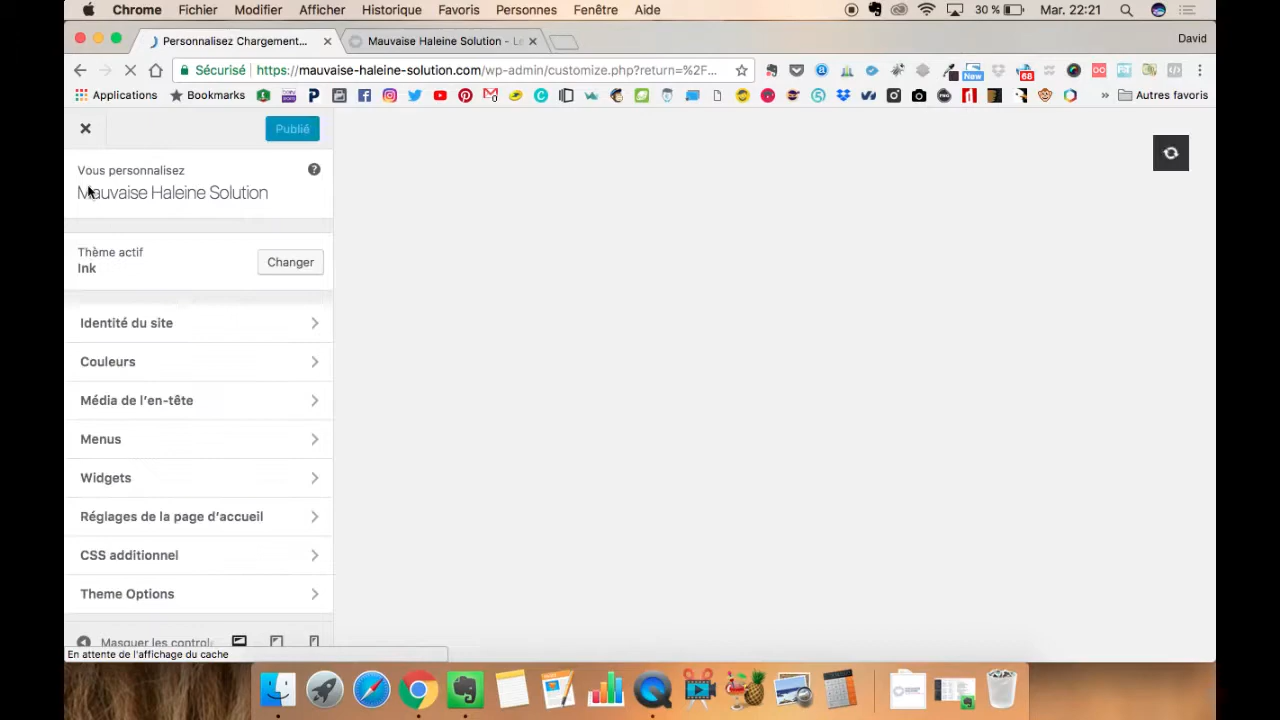 Chrome Fichier Modifier Afficher Historique Favoris Personnes Fenêtre Aide 30 % Mar. 22:21
Personnalisez Chargement... Mauvaise Haleine Solution - Le David
Sécurisé https://mauvaise-haleine-solution.com/wp-admin/customize.php?return=%2F... New 68
Applications Bookmarks Autres favoris
Publié
Vous personnalisez
Mauvaise Haleine Solution
Thème actif
Ink
Changer
Identité du site
Couleurs
Média de l’en-tête
Menus
Widgets
Réglages de la page d’accueil
CSS additionnel
Theme Options
Masquer les control
En attente de l'affichage du cache